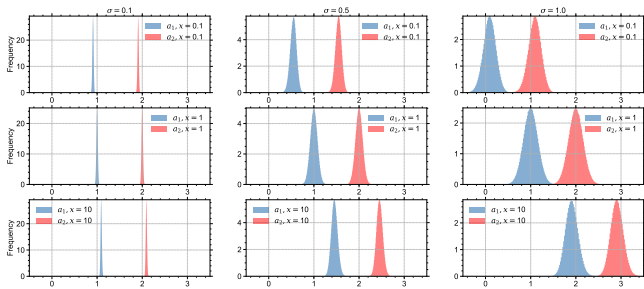 σ = 0.1
σ = 0.5
σ = 1.0
Frequency
20
10
0
a₁, x = 0.1
a₂, x = 0.1
0 1 2 3
4
2
0
a₁, x = 0.1
a₂, x = 0.1
0 1 2 3
2
1
0
a₁, x = 0.1
a₂, x = 0.1
0 1 2 3
Frequency
20
10
0
a₁, x = 1
a₂, x = 1
0 1 2 3
4
2
0
a₁, x = 1
a₂, x = 1
0 1 2 3
2
1
0
a₁, x = 1
a₂, x = 1
0 1 2 3
Frequency
20
10
0
a₁, x = 10
a₂, x = 10
0 1 2 3
4
2
0
a₁, x = 10
a₂, x = 10
0 1 2 3
2
1
0
a₁, x = 10
a₂, x = 10
0 1 2 3